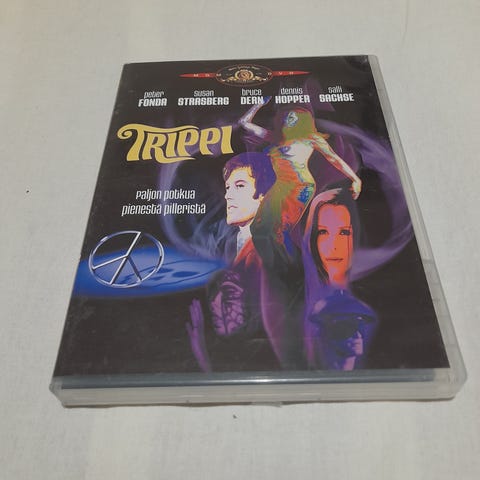 MGM DVD
peter FONDA susan STRASBERG bruce DERN dennis HOPPER salli SACHSE
TRIPPI
paljon potkua
pienestä pilleristä